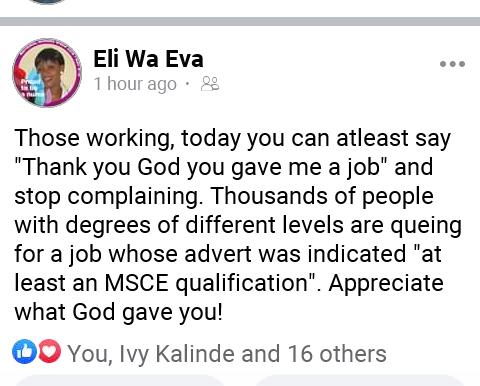 Eli Wa Eva
1 hour ago
Those working, today you can atleast say
"Thank you God you gave me a job" and
stop complaining. Thousands of people
with degrees of different levels are queing
for a job whose advert was indicated "at
least an MSCE qualification". Appreciate
what God gave you!
You, Ivy Kalinde and 16 others